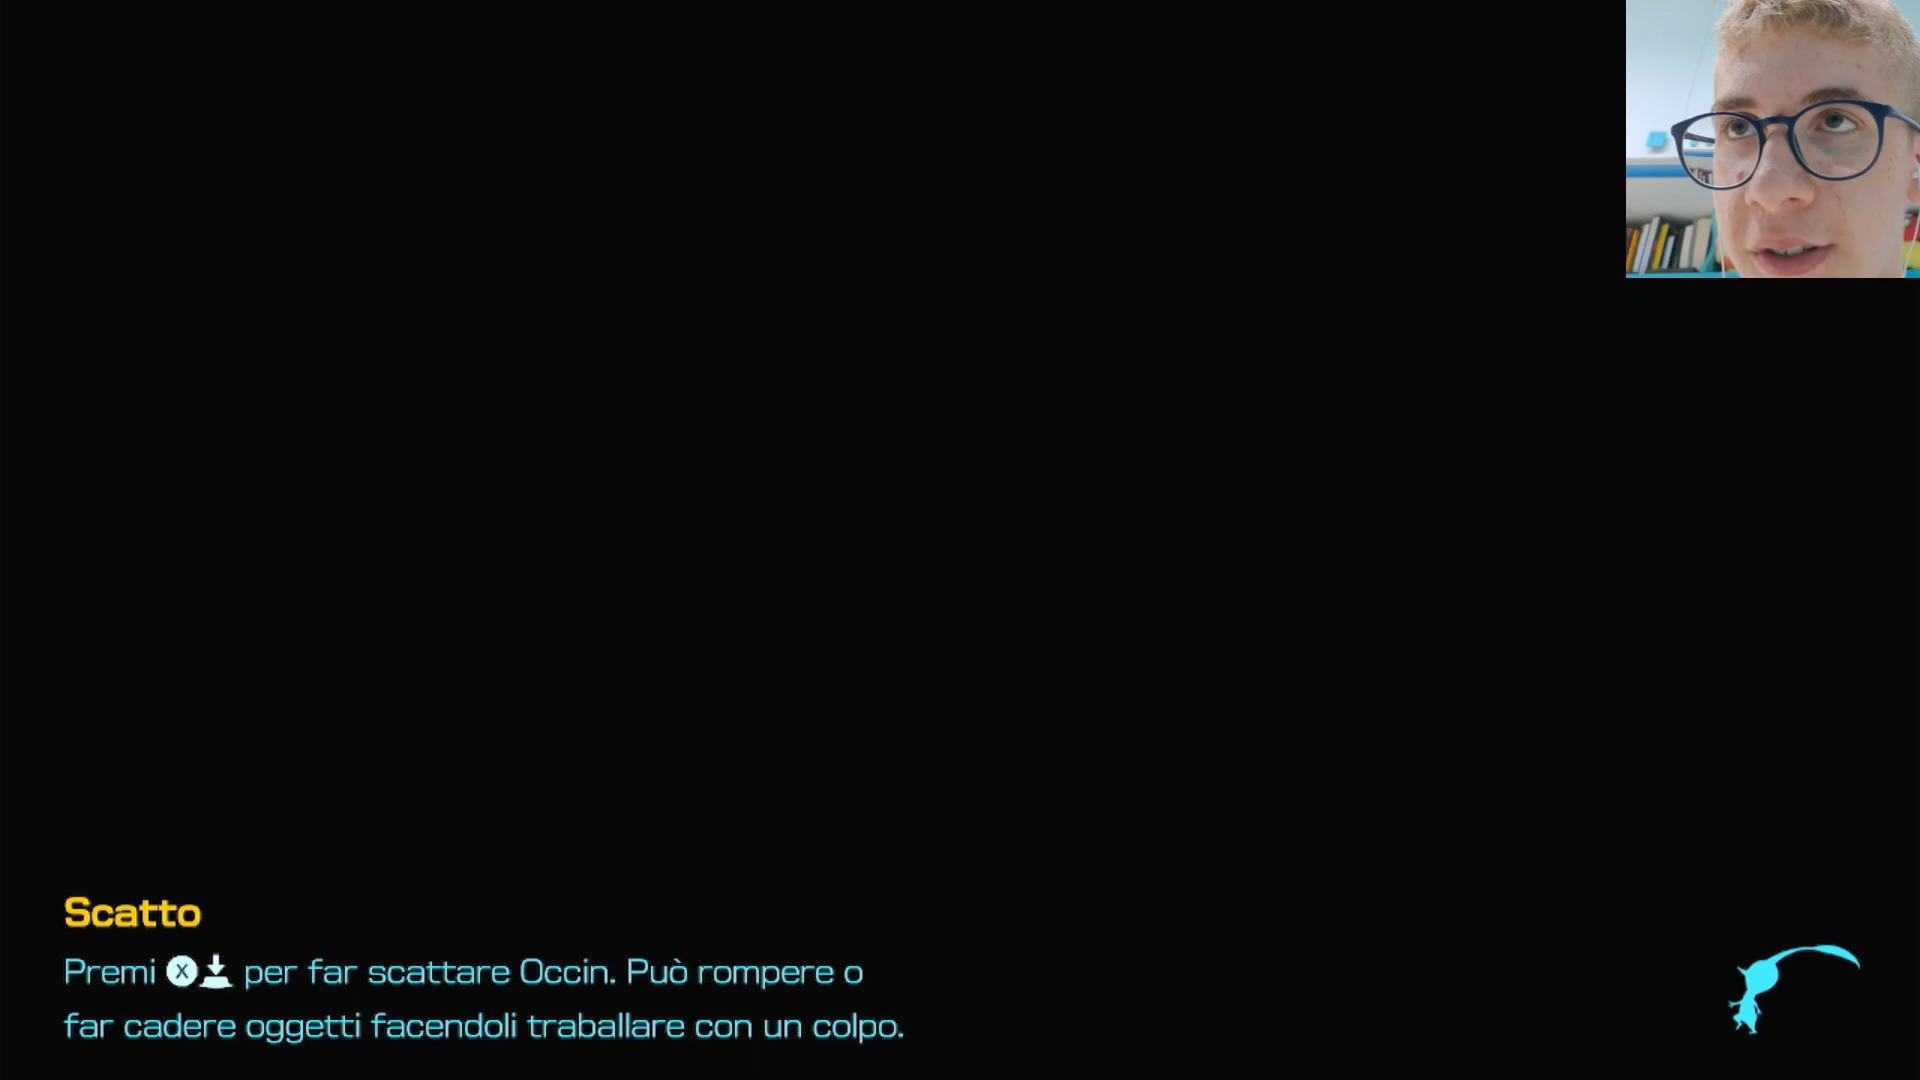 Scatto
Premi X per far scattare Occin. Può rompere o
far cadere oggetti facendoli traballare con un colpo.